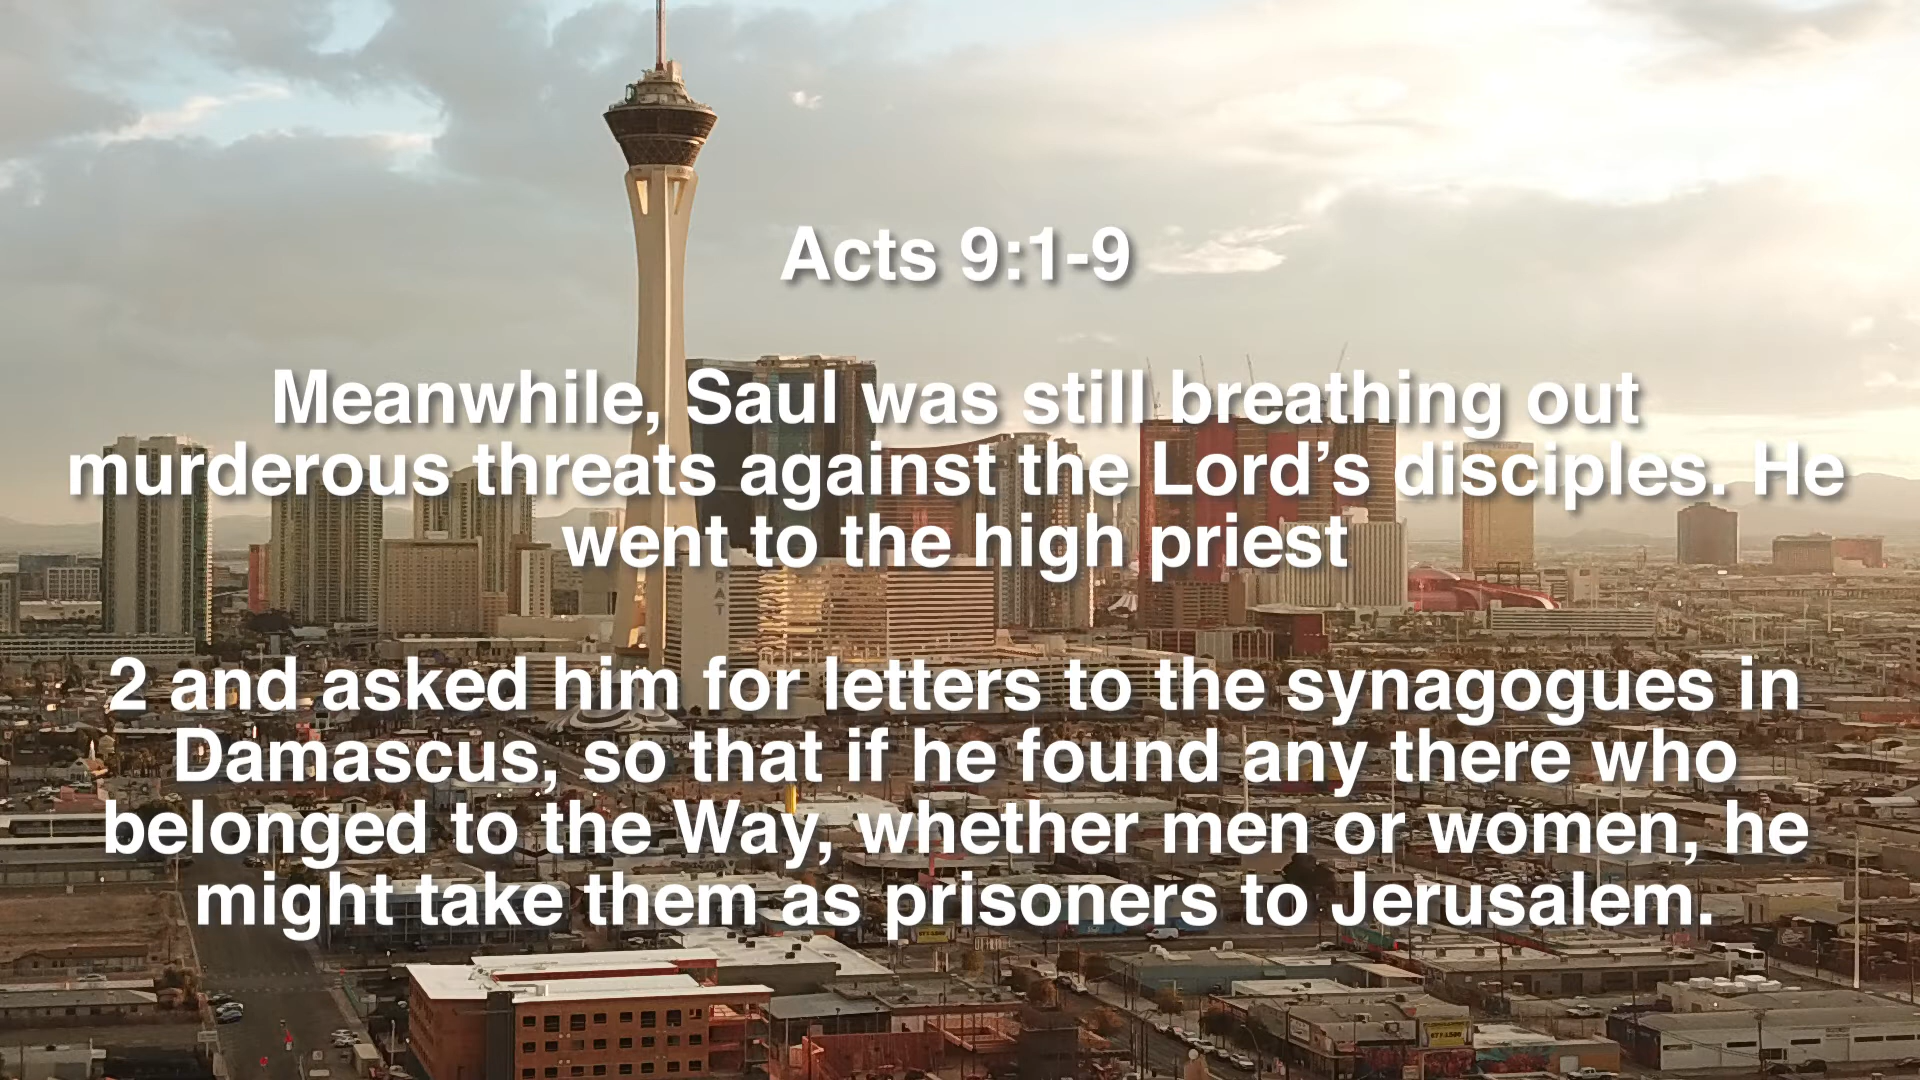 Acts 9:1-9
Meanwhile, Saul was still breathing out
murderous threats against the Lord’s disciples. He
went to the high priest
2 and asked him for letters to the synagogues in
Damascus, so that if he found any there who
belonged to the Way, whether men or women, he
might take them as prisoners to Jerusalem.